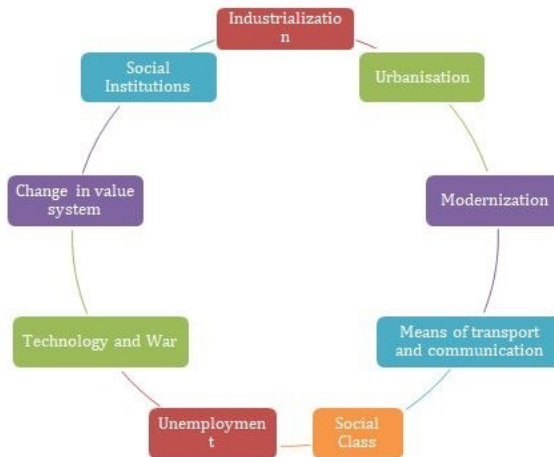 Industrializatio
n
Urbanisation
Modernization
Means of transport
and communication
Social
Class
Unemploymen
t
Technology and War
Change in value
system
Social
Institutions